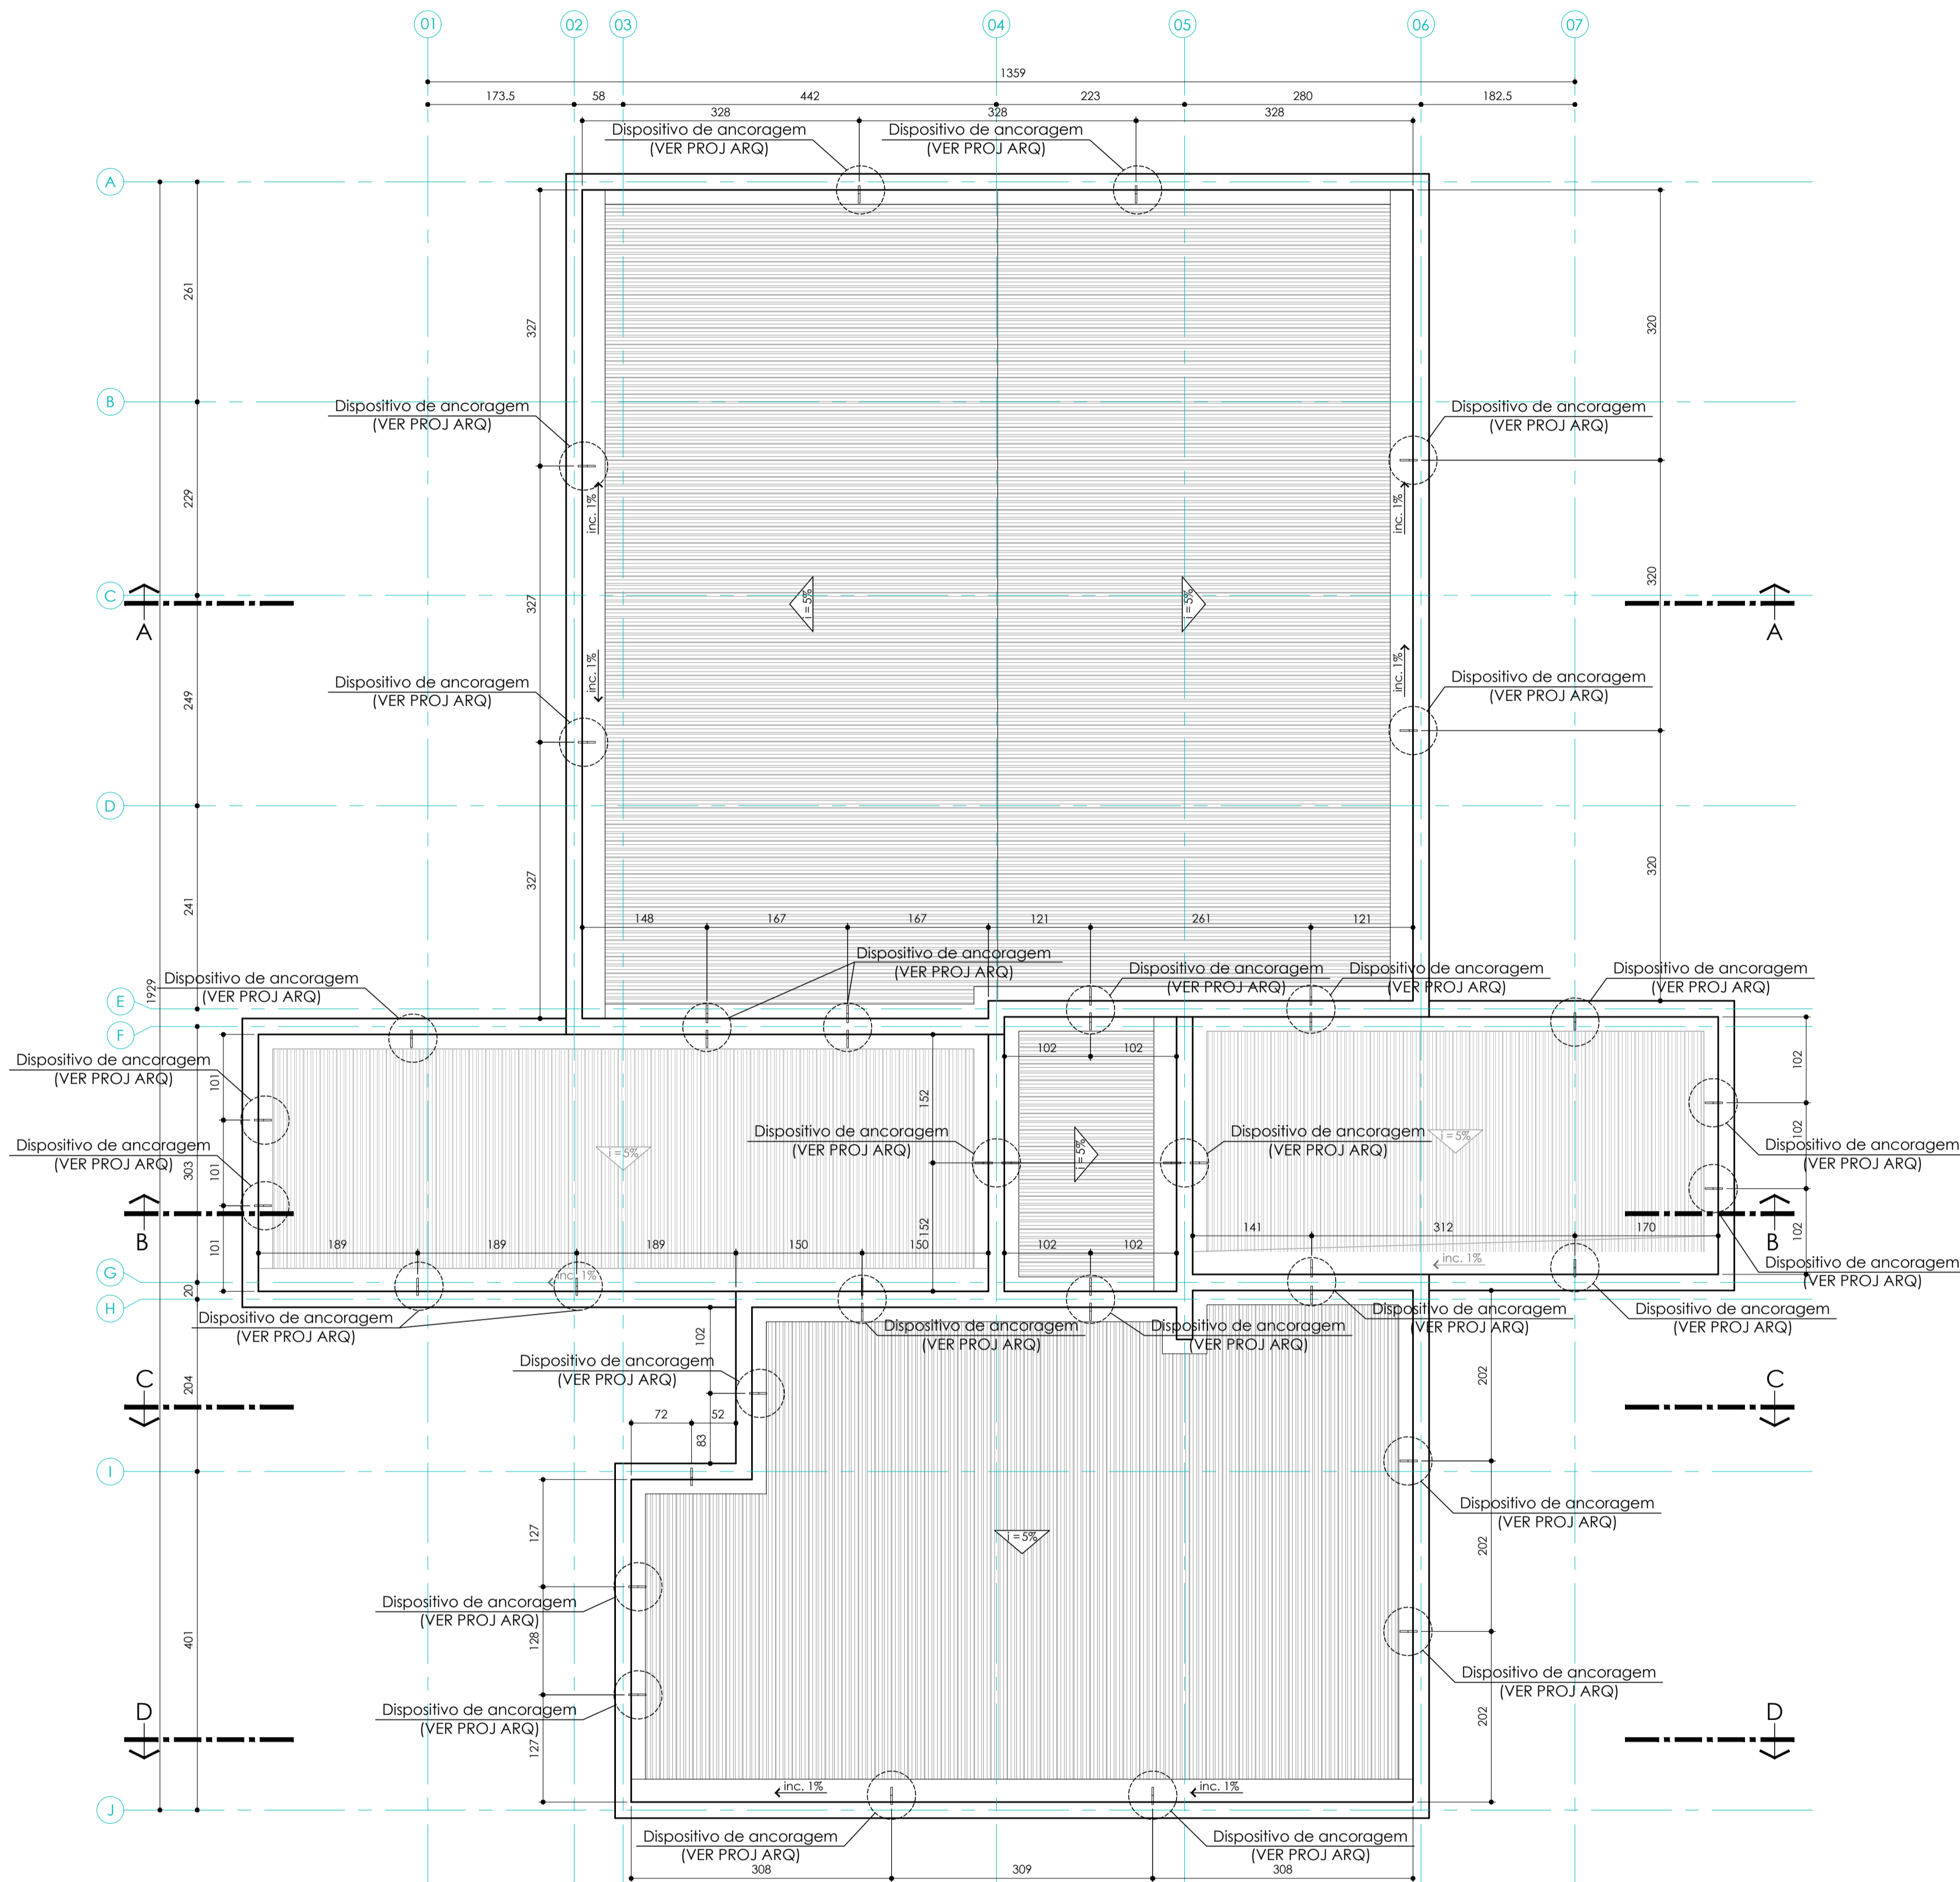 01 02 03 04 05 06 07
1359
173.5 58 442 223 280 182.5
328 328 328
Dispositivo de ancoragem
(VER PROJ ARQ)
Dispositivo de ancoragem
(VER PROJ ARQ)
A
261
327
320
B
Dispositivo de ancoragem
(VER PROJ ARQ)
Dispositivo de ancoragem
(VER PROJ ARQ)
229
inc. 1%
inc. 1%
C
327
i = 5%
i = 5%
320
A
A
inc. 1%
inc. 1%
249
Dispositivo de ancoragem
(VER PROJ ARQ)
Dispositivo de ancoragem
(VER PROJ ARQ)
D
241
327
320
148 167 167 121 261 121
Dispositivo de ancoragem
(VER PROJ ARQ)
Dispositivo de ancoragem
(VER PROJ ARQ)
Dispositivo de ancoragem
(VER PROJ ARQ)
Dispositivo de ancoragem
(VER PROJ ARQ)
Dispositivo de ancoragem
(VER PROJ ARQ)
1929
E
F
Dispositivo de ancoragem
(VER PROJ ARQ)
101
102 102
102
152
Dispositivo de ancoragem
(VER PROJ ARQ)
303
101
i = 5%
Dispositivo de ancoragem
(VER PROJ ARQ)
i = 5%
Dispositivo de ancoragem
(VER PROJ ARQ)
i = 5%
102
Dispositivo de ancoragem
(VER PROJ ARQ)
B
B
101
189 189 189 150 150
152
102 102
141 312 170
102
G
20
inc. 1%
inc. 1%
Dispositivo de ancoragem
(VER PROJ ARQ)
H
Dispositivo de ancoragem
(VER PROJ ARQ)
Dispositivo de ancoragem
(VER PROJ ARQ)
Dispositivo de ancoragem
(VER PROJ ARQ)
Dispositivo de ancoragem
(VER PROJ ARQ)
Dispositivo de ancoragem
(VER PROJ ARQ)
102
Dispositivo de ancoragem
(VER PROJ ARQ)
C
C
204
202
72 52
83
I
Dispositivo de ancoragem
(VER PROJ ARQ)
127
i = 5%
202
Dispositivo de ancoragem
(VER PROJ ARQ)
401
128
Dispositivo de ancoragem
(VER PROJ ARQ)
Dispositivo de ancoragem
(VER PROJ ARQ)
D
D
127
202
inc. 1%
inc. 1%
J
Dispositivo de ancoragem
(VER PROJ ARQ)
Dispositivo de ancoragem
(VER PROJ ARQ)
308 309 308